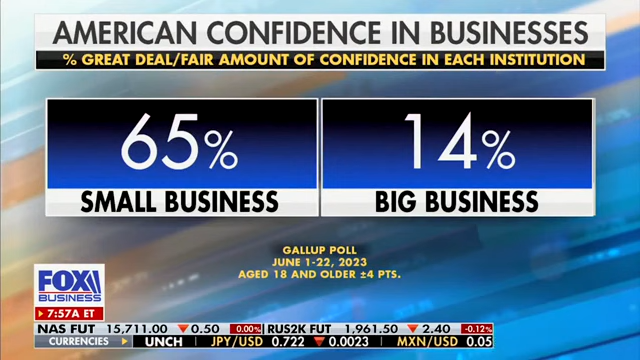 AMERICAN CONFIDENCE IN BUSINESSES
% GREAT DEAL/FAIR AMOUNT OF CONFIDENCE IN EACH INSTITUTION
65% 14%
SMALL BUSINESS BIG BUSINESS
GALLUP POLL
JUNE 1-22, 2023
AGED 18 AND OLDER ±4 PTS.
FOX
BUSINESS
7:57A ET
NAS FUT 15,711.00 ▼ 0.50 0.00% RUS2K FUT 1,961.50 ▼ 2.40 -0.12%
CURRENCIES UNCH JPY/USD 0.722 ▼ 0.0023 MXN/USD 0.05